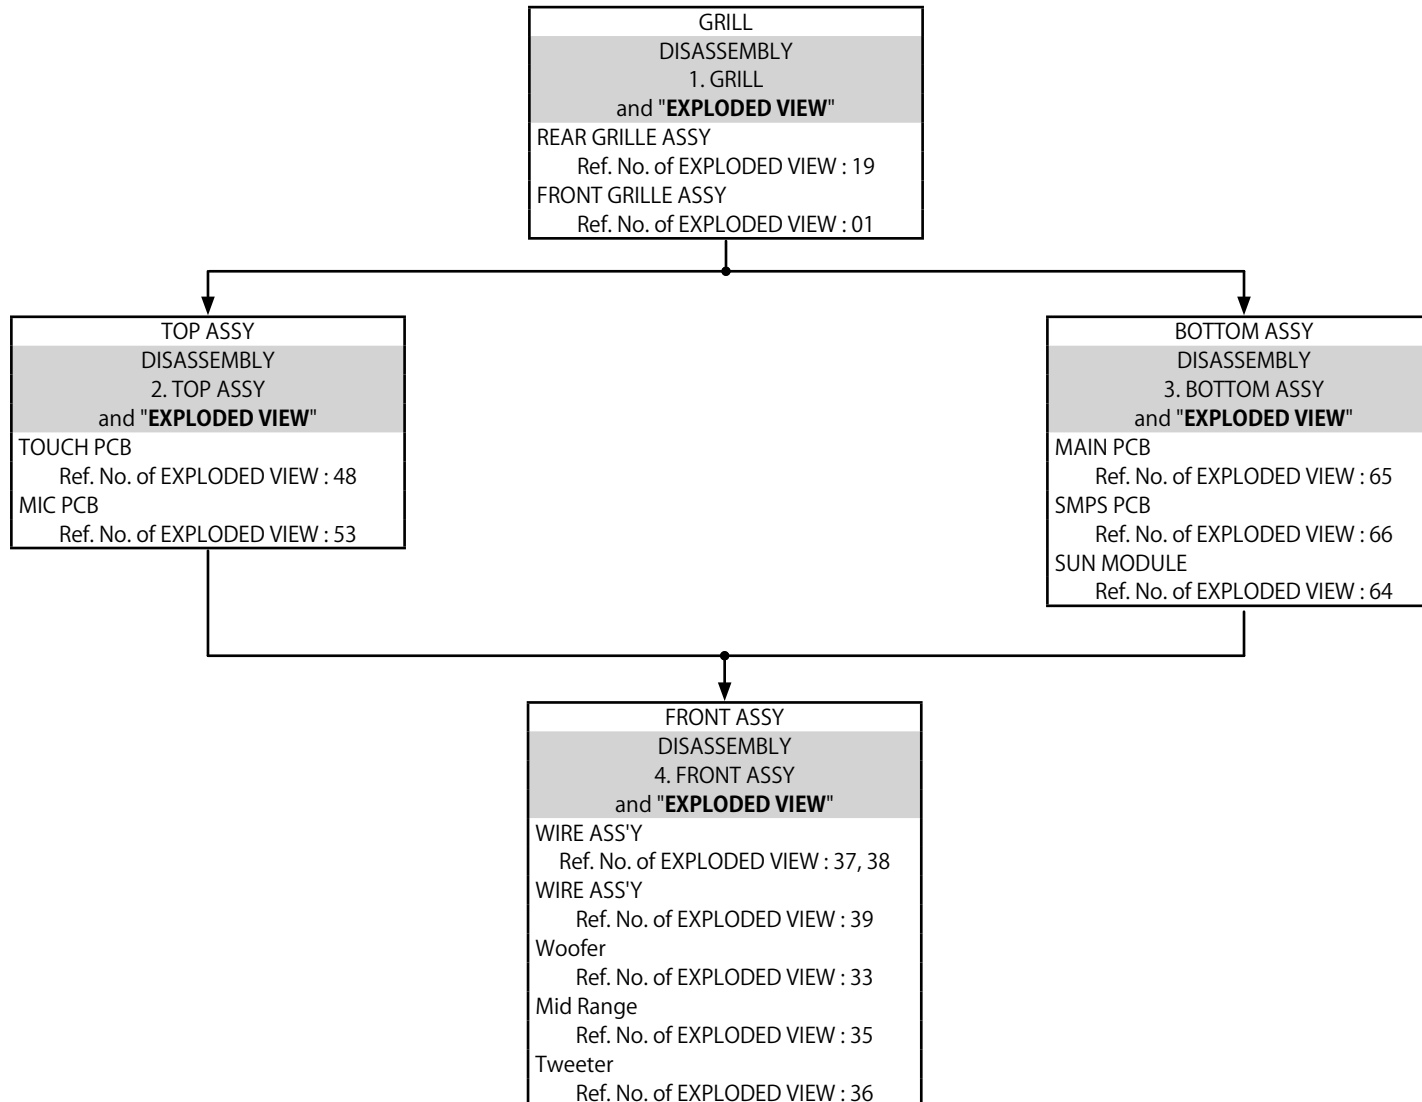 GRILL
DISASSEMBLY
1. GRILL
and "EXPLODED VIEW"
REAR GRILLE ASSY
Ref. No. of EXPLODED VIEW : 19
FRONT GRILLE ASSY
Ref. No. of EXPLODED VIEW : 01
TOP ASSY
DISASSEMBLY
2. TOP ASSY
and "EXPLODED VIEW"
TOUCH PCB
Ref. No. of EXPLODED VIEW : 48
MIC PCB
Ref. No. of EXPLODED VIEW : 53
BOTTOM ASSY
DISASSEMBLY
3. BOTTOM ASSY
and "EXPLODED VIEW"
MAIN PCB
Ref. No. of EXPLODED VIEW : 65
SMPS PCB
Ref. No. of EXPLODED VIEW : 66
SUN MODULE
Ref. No. of EXPLODED VIEW : 64
FRONT ASSY
DISASSEMBLY
4. FRONT ASSY
and "EXPLODED VIEW"
WIRE ASS'Y
Ref. No. of EXPLODED VIEW : 37, 38
WIRE ASS'Y
Ref. No. of EXPLODED VIEW : 39
Woofer
Ref. No. of EXPLODED VIEW : 33
Mid Range
Ref. No. of EXPLODED VIEW : 35
Tweeter
Ref. No. of EXPLODED VIEW : 36